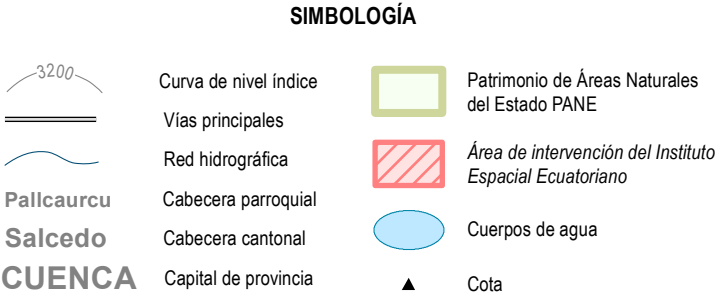 SIMBOLOGÍA
3200
Curva de nivel índice
Vías principales
Red hidrográfica
Pallcaurcu
Cabecera parroquial
Salcedo
Cabecera cantonal
CUENCA
Capital de provincia
Patrimonio de Áreas Naturales
del Estado PANE
Área de intervención del Instituto
Espacial Ecuatoriano
Cuerpos de agua
Cota